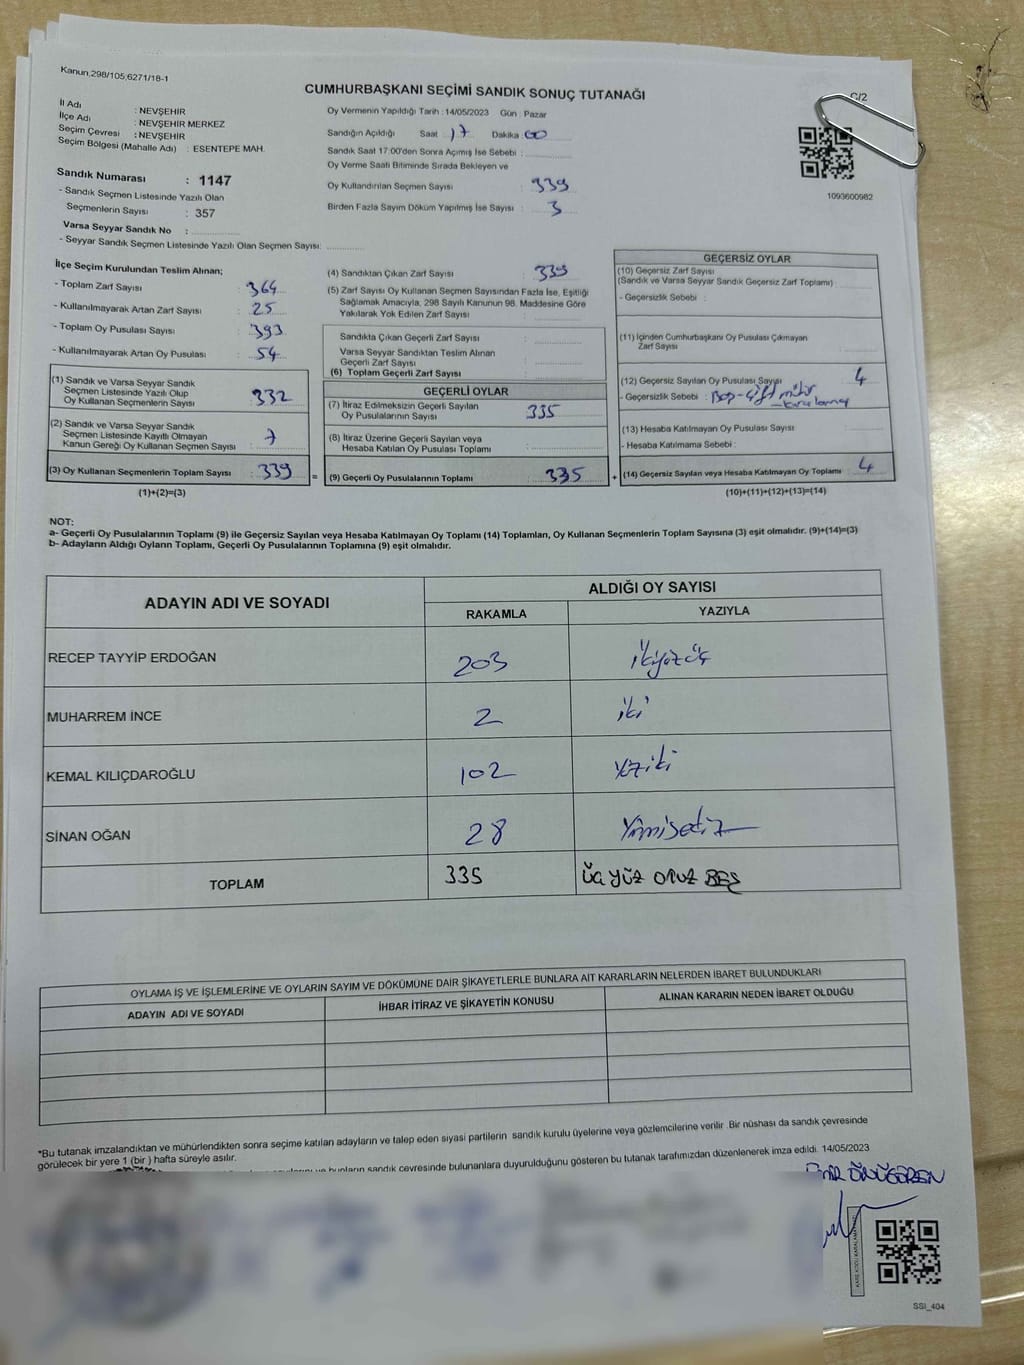 Kanun,298/105,6271/18-1
CUMHURBAŞKANI SEÇİMİ SANDIK SONUÇ TUTANAĞI
C/2
İl Adı : NEVŞEHİR
İlçe Adı : NEVŞEHİR MERKEZ
Seçim Çevresi : NEVŞEHİR
Seçim Bölgesi (Mahalle Adı) : ESENTEPE MAH.
Sandık Numarası : 1147
- Sandık Seçmen Listesinde Yazılı Olan
Seçmenlerin Sayısı : 357
Varsa Seyyar Sandık No :
- Seyyar Sandık Seçmen Listesinde Yazılı Olan Seçmen Sayısı:
Oy Vermenin Yapıldığı Tarih : 14/05/2023 Gün : Pazar
Sandığın Açıldığı Saat 17 Dakika 00
Sandık Saat 17:00'den Sonra Açımış İse Sebebi :
Oy Verme Saati Bitiminde Sırada Bekleyen ve
Oy Kullandırılan Seçmen Sayısı : 339
Birden Fazla Sayım Döküm Yapılmış İse Sayısı : 3
1093600982
İlçe Seçim Kurulundan Teslim Alınan;
- Toplam Zarf Sayısı : 364
- Kullanılmayarak Artan Zarf Sayısı : 25
- Toplam Oy Pusulası Sayısı : 393
- Kullanılmayarak Artan Oy Pusulası : 54
(1) Sandık ve Varsa Seyyar Sandık
Seçmen Listesinde Yazılı Olup
Oy Kullanan Seçmenlerin Sayısı : 332
(2) Sandık ve Varsa Seyyar Sandık
Seçmen Listesinde Kayıtlı Olmayan
Kanun Gereği Oy Kullanan Seçmen Sayısı : 7
(3) Oy Kullanan Seçmenlerin Toplam Sayısı : 339
(1)+(2)=(3)
(4) Sandıktan Çıkan Zarf Sayısı : 339
(5) Zarf Sayısı Oy Kullanan Seçmen Sayısından Fazla İse, Eşitliği
Sağlamak Amacıyla, 298 Sayılı Kanunun 98. Maddesine Göre
Yakılarak Yok Edilen Zarf Sayısı :
Sandıkta Çıkan Geçerli Zarf Sayısı :
Varsa Seyyar Sandıktan Teslim Alınan
Geçerli Zarf Sayısı :
(6) Toplam Geçerli Zarf Sayısı :
GEÇERLİ OYLAR
(7) İtiraz Edilmeksizin Geçerli Sayılan
Oy Pusulalarının Sayısı : 335
(8) İtiraz Üzerine Geçerli Sayılan veya
Hesaba Katılan Oy Pusulası Toplamı :
= (9) Geçerli Oy Pusulalarının Toplamı : 335
GEÇERSİZ OYLAR
(10) Geçersiz Zarf Sayısı
(Sandık ve Varsa Seyyar Sandık Geçersiz Zarf Toplamı) :
- Geçersizlik Sebebi :
(11) İçinden Cumhurbaşkanı Oy Pusulası Çıkmayan
Zarf Sayısı :
(12) Geçersiz Sayılan Oy Pusulası Sayısı : 4
- Geçersizlik Sebebi : Boş-çift mühür
(13) Hesaba Katılmayan Oy Pusulası Sayısı :
- Hesaba Katılmama Sebebi :
+ (14) Geçersiz Sayılan veya Hesaba Katılmayan Oy Toplamı : 4
(10)+(11)+(12)+(13)=(14)
NOT:
a- Geçerli Oy Pusulalarının Toplamı (9) ile Geçersiz Sayılan veya Hesaba Katılmayan Oy Toplamı (14) Toplamları, Oy Kullanan Seçmenlerin Toplam Sayısına (3) eşit olmalıdır. (9)+(14)=(3)
b- Adayların Aldığı Oyların Toplamı, Geçerli Oy Pusulalarının Toplamına (9) eşit olmalıdır.
ADAYIN ADI VE SOYADI ALDIĞI OY SAYISI
RAKAMLA YAZIYLA
RECEP TAYYİP ERDOĞAN 203 ikiyüzüç
MUHARREM İNCE 2 iki
KEMAL KILIÇDAROĞLU 102 Yüziki
SİNAN OĞAN 28 Yirmisekiz
TOPLAM 335 ÜÇ YÜZ OTUZ BEŞ
OYLAMA İŞ VE İŞLEMLERİNE VE OYLARIN SAYIM VE DÖKÜMÜNE DAİR ŞİKAYETLERLE BUNLARA AİT KARARLARIN NELERDEN İBARET BULUNDUKLARI
ADAYIN ADI VE SOYADI İHBAR İTİRAZ VE ŞİKAYETİN KONUSU ALINAN KARARIN NEDEN İBARET OLDUĞU
*Bu tutanak imzalandıktan ve mühürlendikten sonra seçime katılan adayların ve talep eden siyasi partilerin sandık kurulu üyelerine veya gözlemcilerine verilir. Bir nüshası da sandık çevresinde
görülecek bir yere 1 (bir) hafta süreyle asılır.
ve bunların sandık çevresinde bulunanlara duyurulduğunu gösteren bu tutanak tarafımızdan düzenlenerek imza edildi. 14/05/2023
ÖNÜGÖREN
SSİ_404